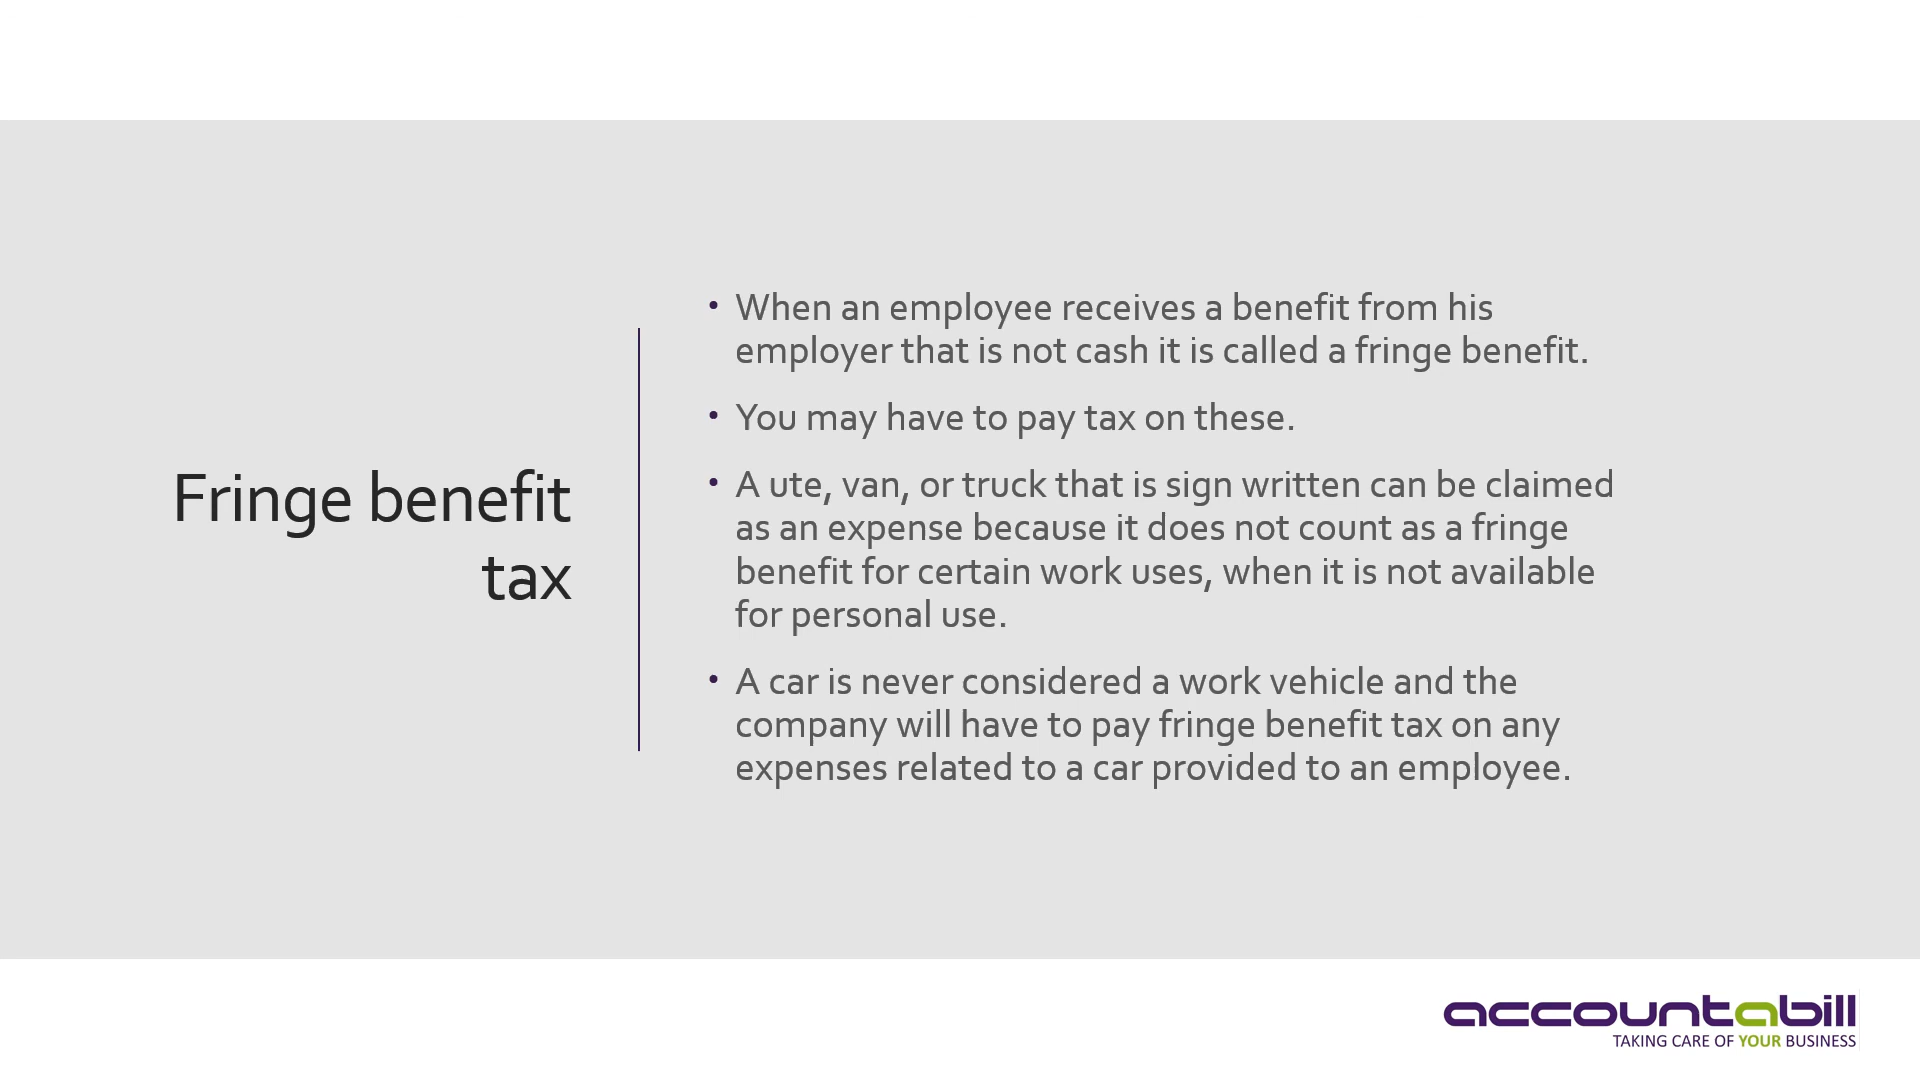 Fringe benefit
tax
• When an employee receives a benefit from his
employer that is not cash it is called a fringe benefit.
• You may have to pay tax on these.
• A ute, van, or truck that is sign written can be claimed
as an expense because it does not count as a fringe
benefit for certain work uses, when it is not available
for personal use.
• A car is never considered a work vehicle and the
company will have to pay fringe benefit tax on any
expenses related to a car provided to an employee.
accountabill
TAKING CARE OF YOUR BUSINESS